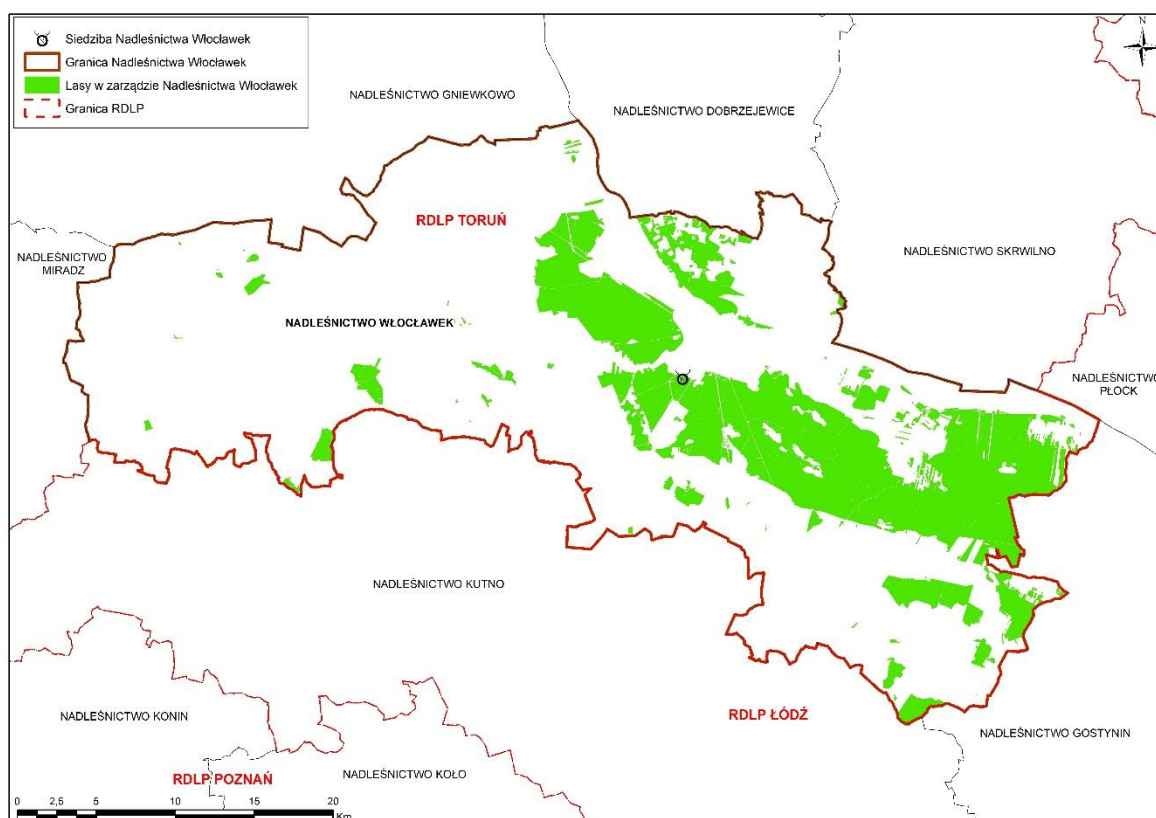 Siedziba Nadleśnictwa Włocławek
Granica Nadleśnictwa Włocławek
Lasy w zarządzie Nadleśnictwa Włocławek
Granica RDLP
N
NADLEŚNICTWO GNIEWKOWO
NADLEŚNICTWO DOBRZEJEWICE
RDLP TORUŃ
NADLEŚNICTWO
MIRADZ
NADLEŚNICTWO SKRWILNO
NADLEŚNICTWO WŁOCŁAWEK
NADLEŚNICTWO
PŁOCK
NADLEŚNICTWO KUTNO
NADLEŚNICTWO KONIN
RDLP ŁÓDŹ
NADLEŚNICTWO GOSTYNIN
RDLP POZNAŃ
NADLEŚNICTWO KOŁO
0 2,5 5 10 15 20
Km